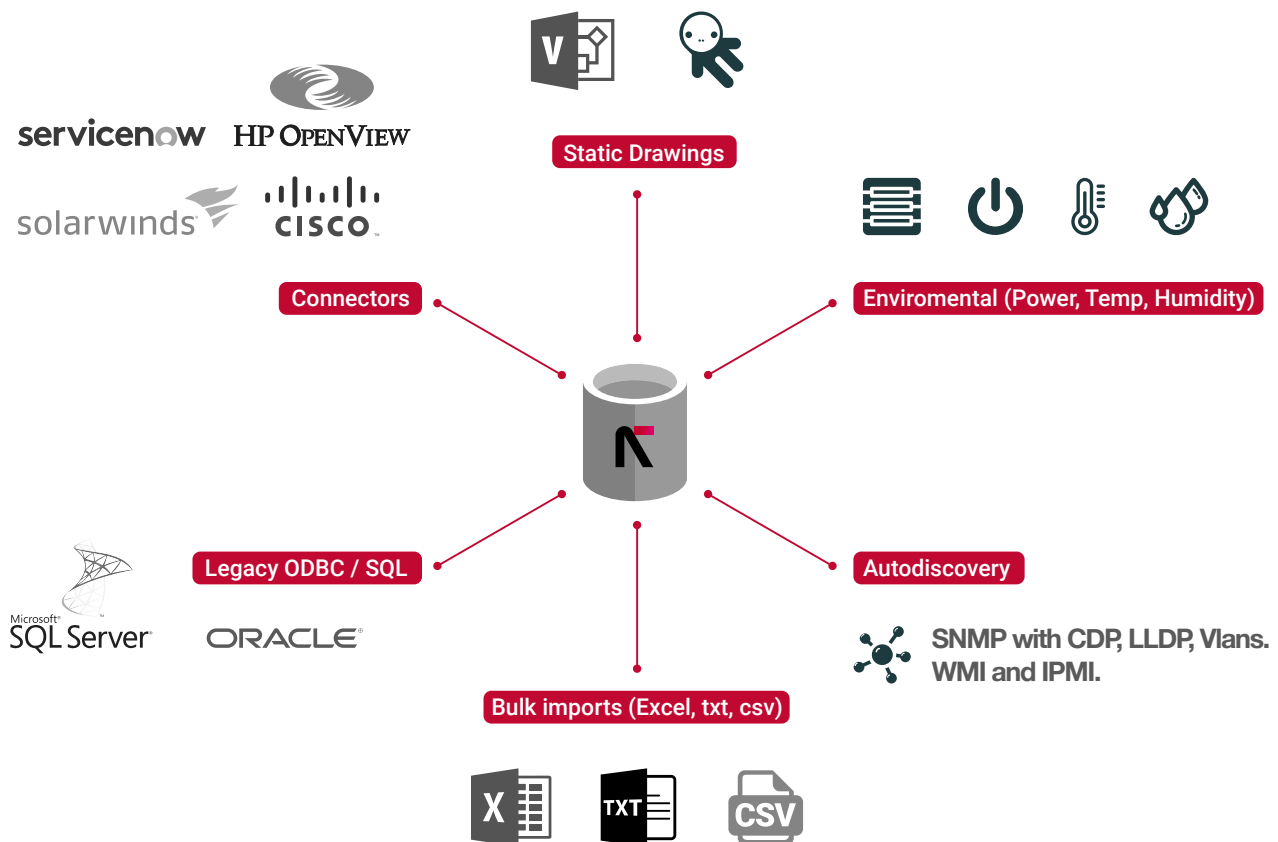 V
servicenow
HP OPENVIEW
Static Drawings
solarwinds
CISCO
Connectors
Enviromental (Power, Temp, Humidity)
Legacy ODBC / SQL
Autodiscovery
Microsoft®
SQL Server®
ORACLE®
SNMP with CDP, LLDP, Vlans.
WMI and IPMI.
Bulk imports (Excel, txt, csv)
X
TXT
CSV